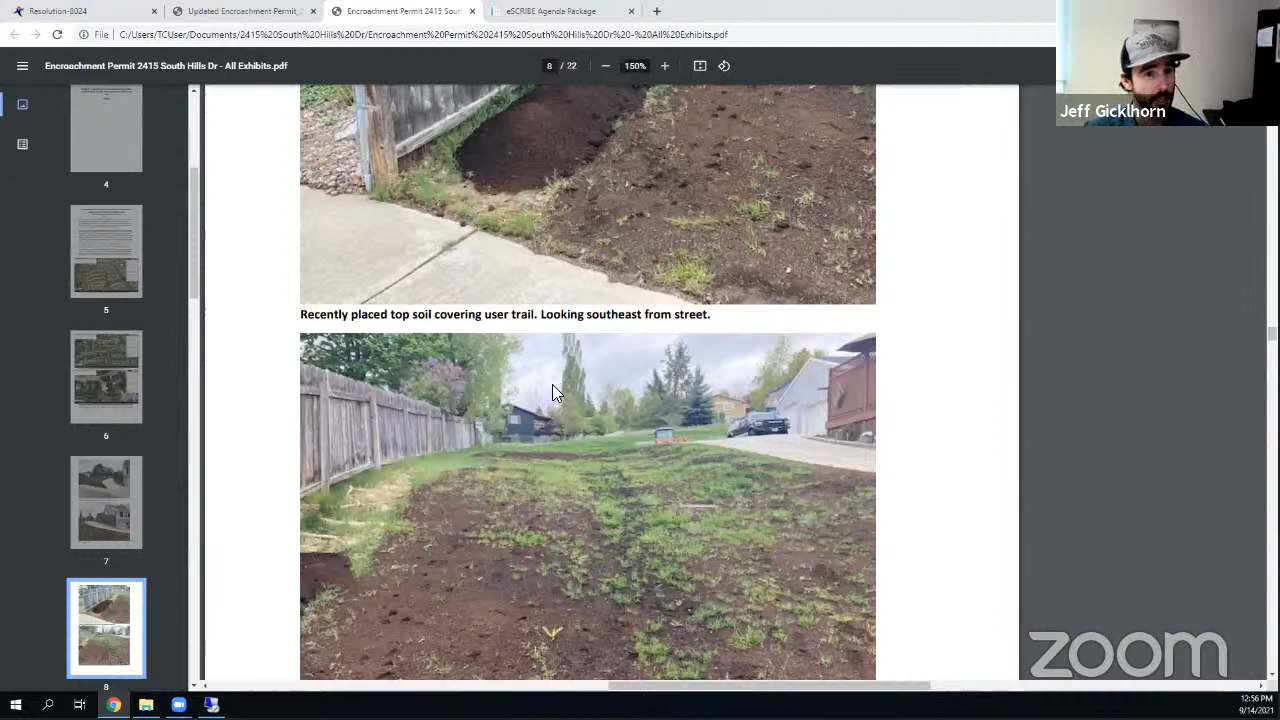 Resolution-8024
Updated Encroachment Permit_
Encroachment Permit 2415 South
eSCRIBE Agenda Package
File
C:/Users/TCUser/Documents/2415%20South%20Hills%20Dr/Encroachment%20Permit%202415%20South%20Hills%20Dr%20-%20All%20Exhibits.pdf
Encroachment Permit 2415 South Hills Dr - All Exhibits.pdf
8 / 22
150%
Jeff Gicklhorn
4
5
6
7
8
Recently placed top soil covering user trail. Looking southeast from street.
zoom
12:56 PM
9/14/2021